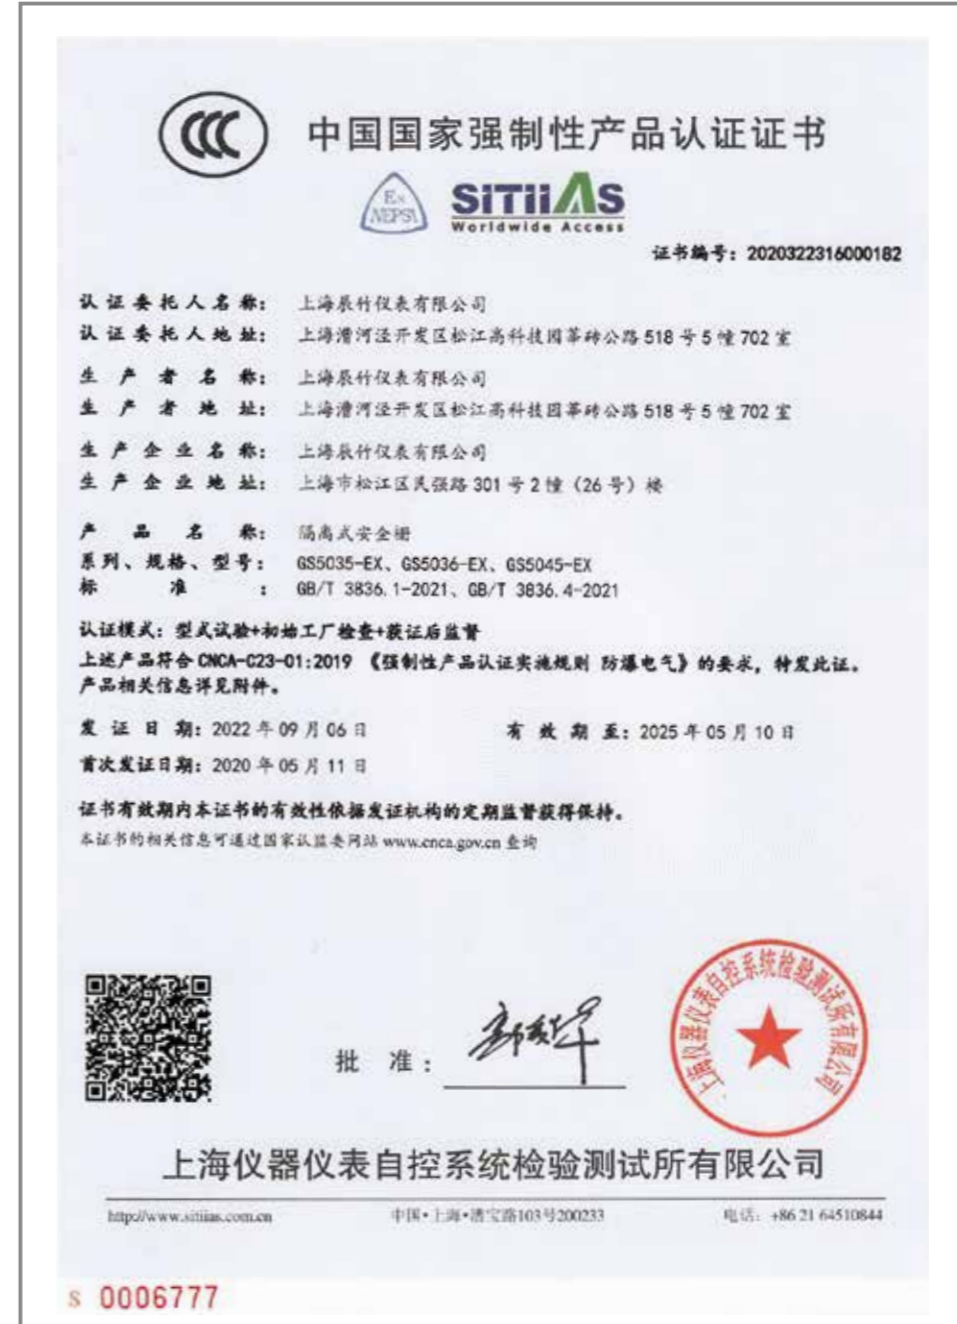 中国国家强制性产品认证证书
Ex
NEPSI
SITIIAS
Worldwide Access
证书编号：2020322316000182
认证委托人名称： 上海辰竹仪表有限公司
认证委托人地址： 上海漕河泾开发区松江高科技园莘砖公路518号5幢702室
生产者名称： 上海辰竹仪表有限公司
生产者地址： 上海漕河泾开发区松江高科技园莘砖公路518号5幢702室
生产企业名称： 上海辰竹仪表有限公司
生产企业地址： 上海市松江区民强路301号2幢（26号）楼
产品名称： 隔离式安全栅
系列、规格、型号： GS5035-EX、GS5036-EX、GS5045-EX
标准： GB/T 3836.1-2021、GB/T 3836.4-2021
认证模式：型式试验+初始工厂检查+获证后监督
上述产品符合CNCA-C23-01:2019 《强制性产品认证实施规则 防爆电气》的要求，特发此证。
产品相关信息详见附件。
发证日期：2022年09月06日 有效期至：2025年05月10日
首次发证日期：2020年05月11日
证书有效期内本证书的有效性依据发证机构的定期监督获得保持。
本证书的相关信息可通过国家认监委网站 www.cnca.gov.cn 查询
批准：
上海仪器仪表自控系统检验测试所有限公司
上海仪器仪表自控系统检验测试所有限公司
http://www.sitiias.com.cn 中国•上海•漕宝路103号200233 电话：+86 21 64510844
S 0006777